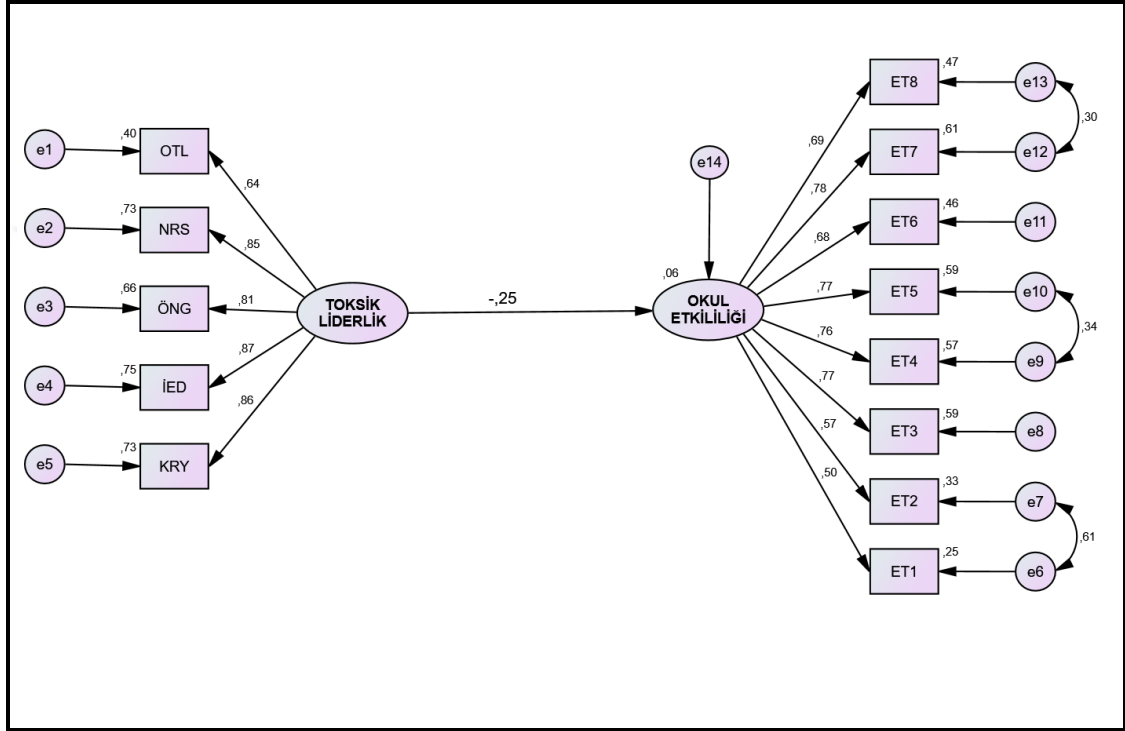 e1
,40
OTL
,64
e2
,73
NRS
,85
e3
,66
ÖNG
,81
e4
,75
İED
,87
e5
,73
KRY
,86
TOKSİK
LİDERLİK
-,25
e14
,06
OKUL
ETKİLİLİĞİ
,69
ET8
,47
e13
,30
,78
ET7
,61
e12
,68
ET6
,46
e11
,77
ET5
,59
e10
,34
,76
ET4
,57
e9
,77
ET3
,59
e8
,57
ET2
,33
e7
,61
,50
ET1
,25
e6